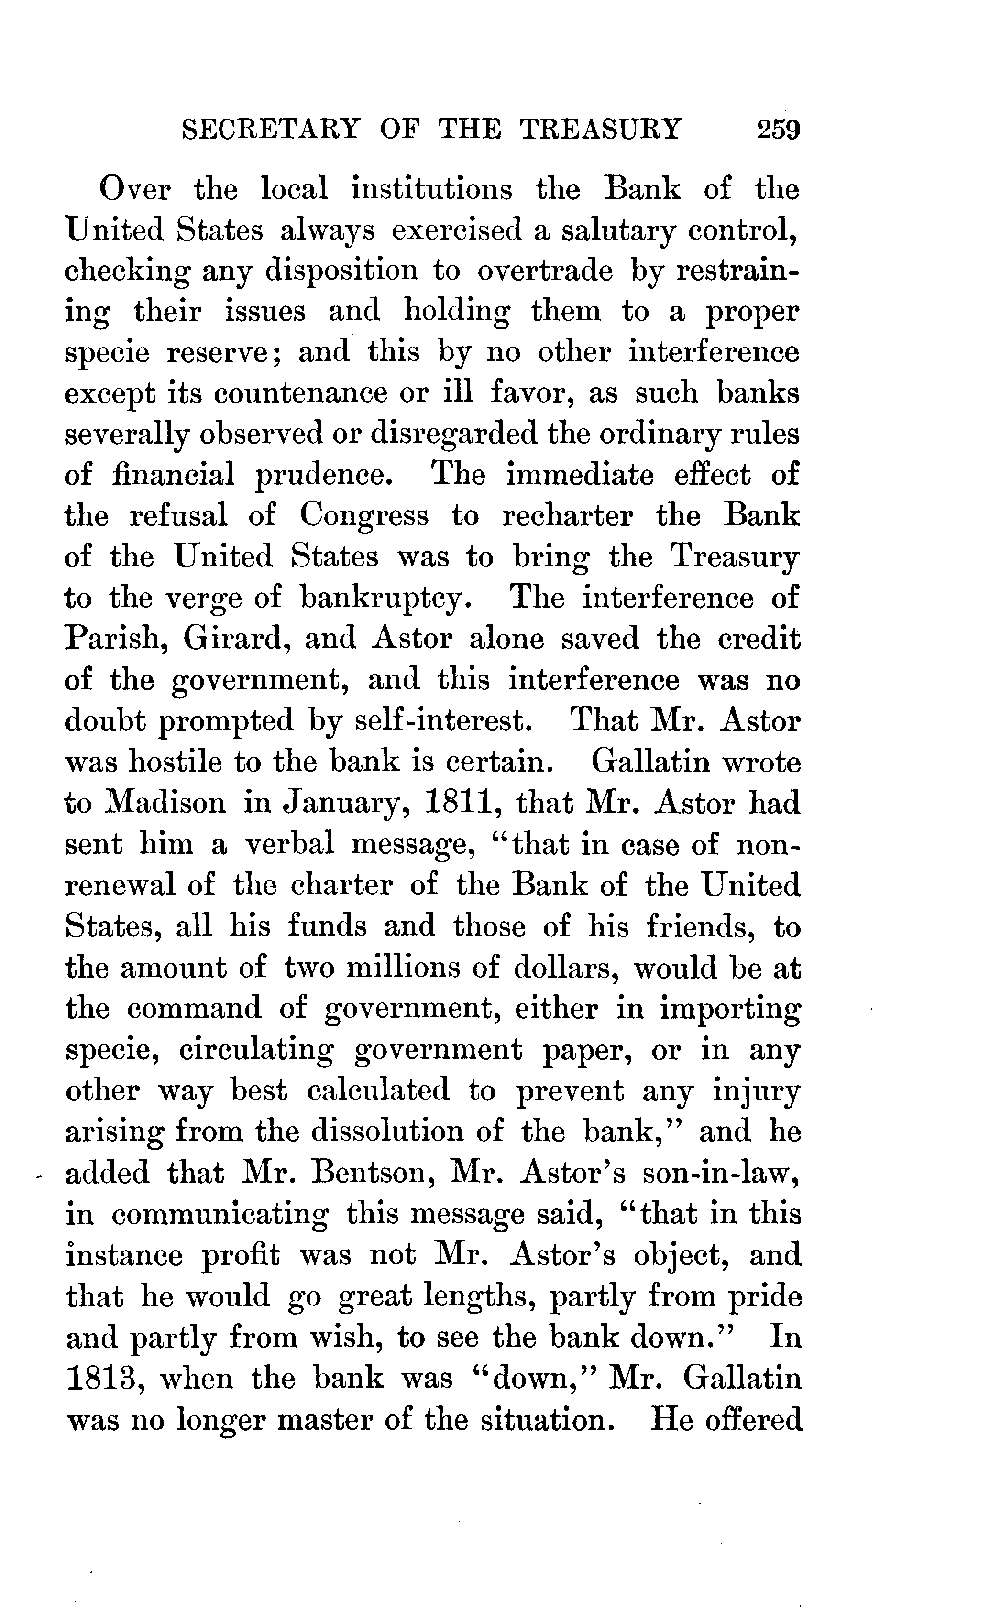 SECRETARY OF THE TREASURY 259
Over the local institutions the Bank of the
United States always exercised a salutary control,
checking any disposition to overtrade by restrain-
ing their issues and holding them to a proper
specie reserve; and this by no other interference
except its countenance or ill favor, as such banks
severally observed or disregarded the ordinary rules
of financial prudence. The immediate effect of
the refusal of Congress to recharter the Bank
of the United States was to bring the Treasury
to the verge of bankruptcy. The interference of
Parish, Girard, and Astor alone saved the credit
of the government, and this interference was no
doubt prompted by self-interest. That Mr. Astor
was hostile to the bank is certain. Gallatin wrote
to Madison in January, 1811, that Mr. Astor had
sent him a verbal message, "that in case of non-
renewal of the charter of the Bank of the United
States, all his funds and those of his friends, to
the amount of two millions of dollars, would be at
the command of government, either in importing
specie, circulating government paper, or in any
other way best calculated to prevent any injury
arising from the dissolution of the bank," and he
added that Mr. Bentson, Mr. Astor's son-in-law,
in communicating this message said, "that in this
instance profit was not Mr. Astor's object, and
that he would go great lengths, partly from pride
and partly from wish, to see the bank down." In
1813, when the bank was "down," Mr. Gallatin
was no longer master of the situation. He offered